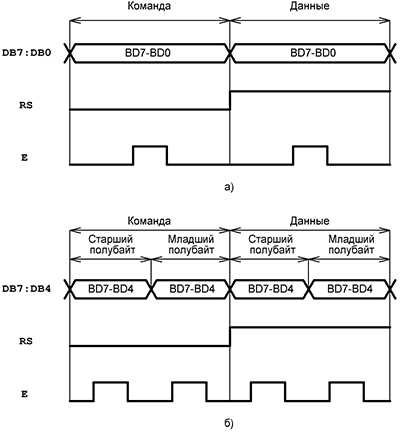 Команда Данные
DB7:DB0 BD7-BD0 BD7-BD0
RS
E
а)
Команда Данные
Старший полубайт Младший полубайт Старший полубайт Младший полубайт
DB7:DB4 BD7-BD4 BD7-BD4 BD7-BD4 BD7-BD4
RS
E
б)